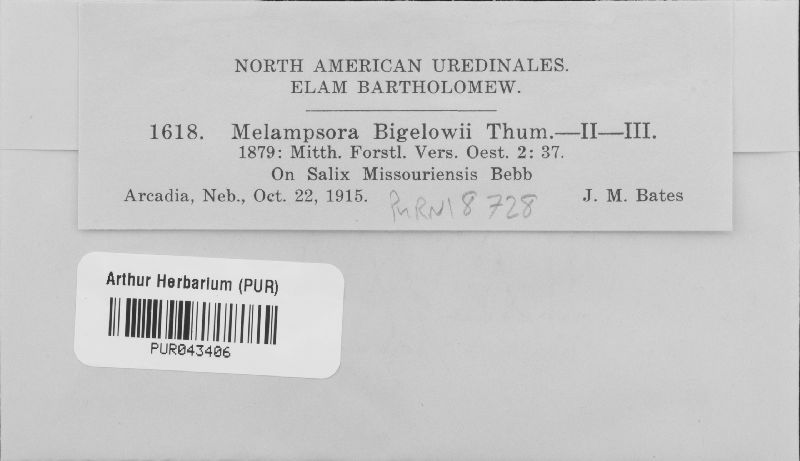 NORTH AMERICAN UREDINALES.
ELAM BARTHOLOMEW.
1618. Melampsora Bigelowii Thum.—II—III.
1879: Mitth. Forstl. Vers. Oest. 2: 37.
On Salix Missouriensis Bebb
Arcadia, Neb., Oct. 22, 1915. PURN18728 J. M. Bates
Arthur Herbarium (PUR)
PUR043406